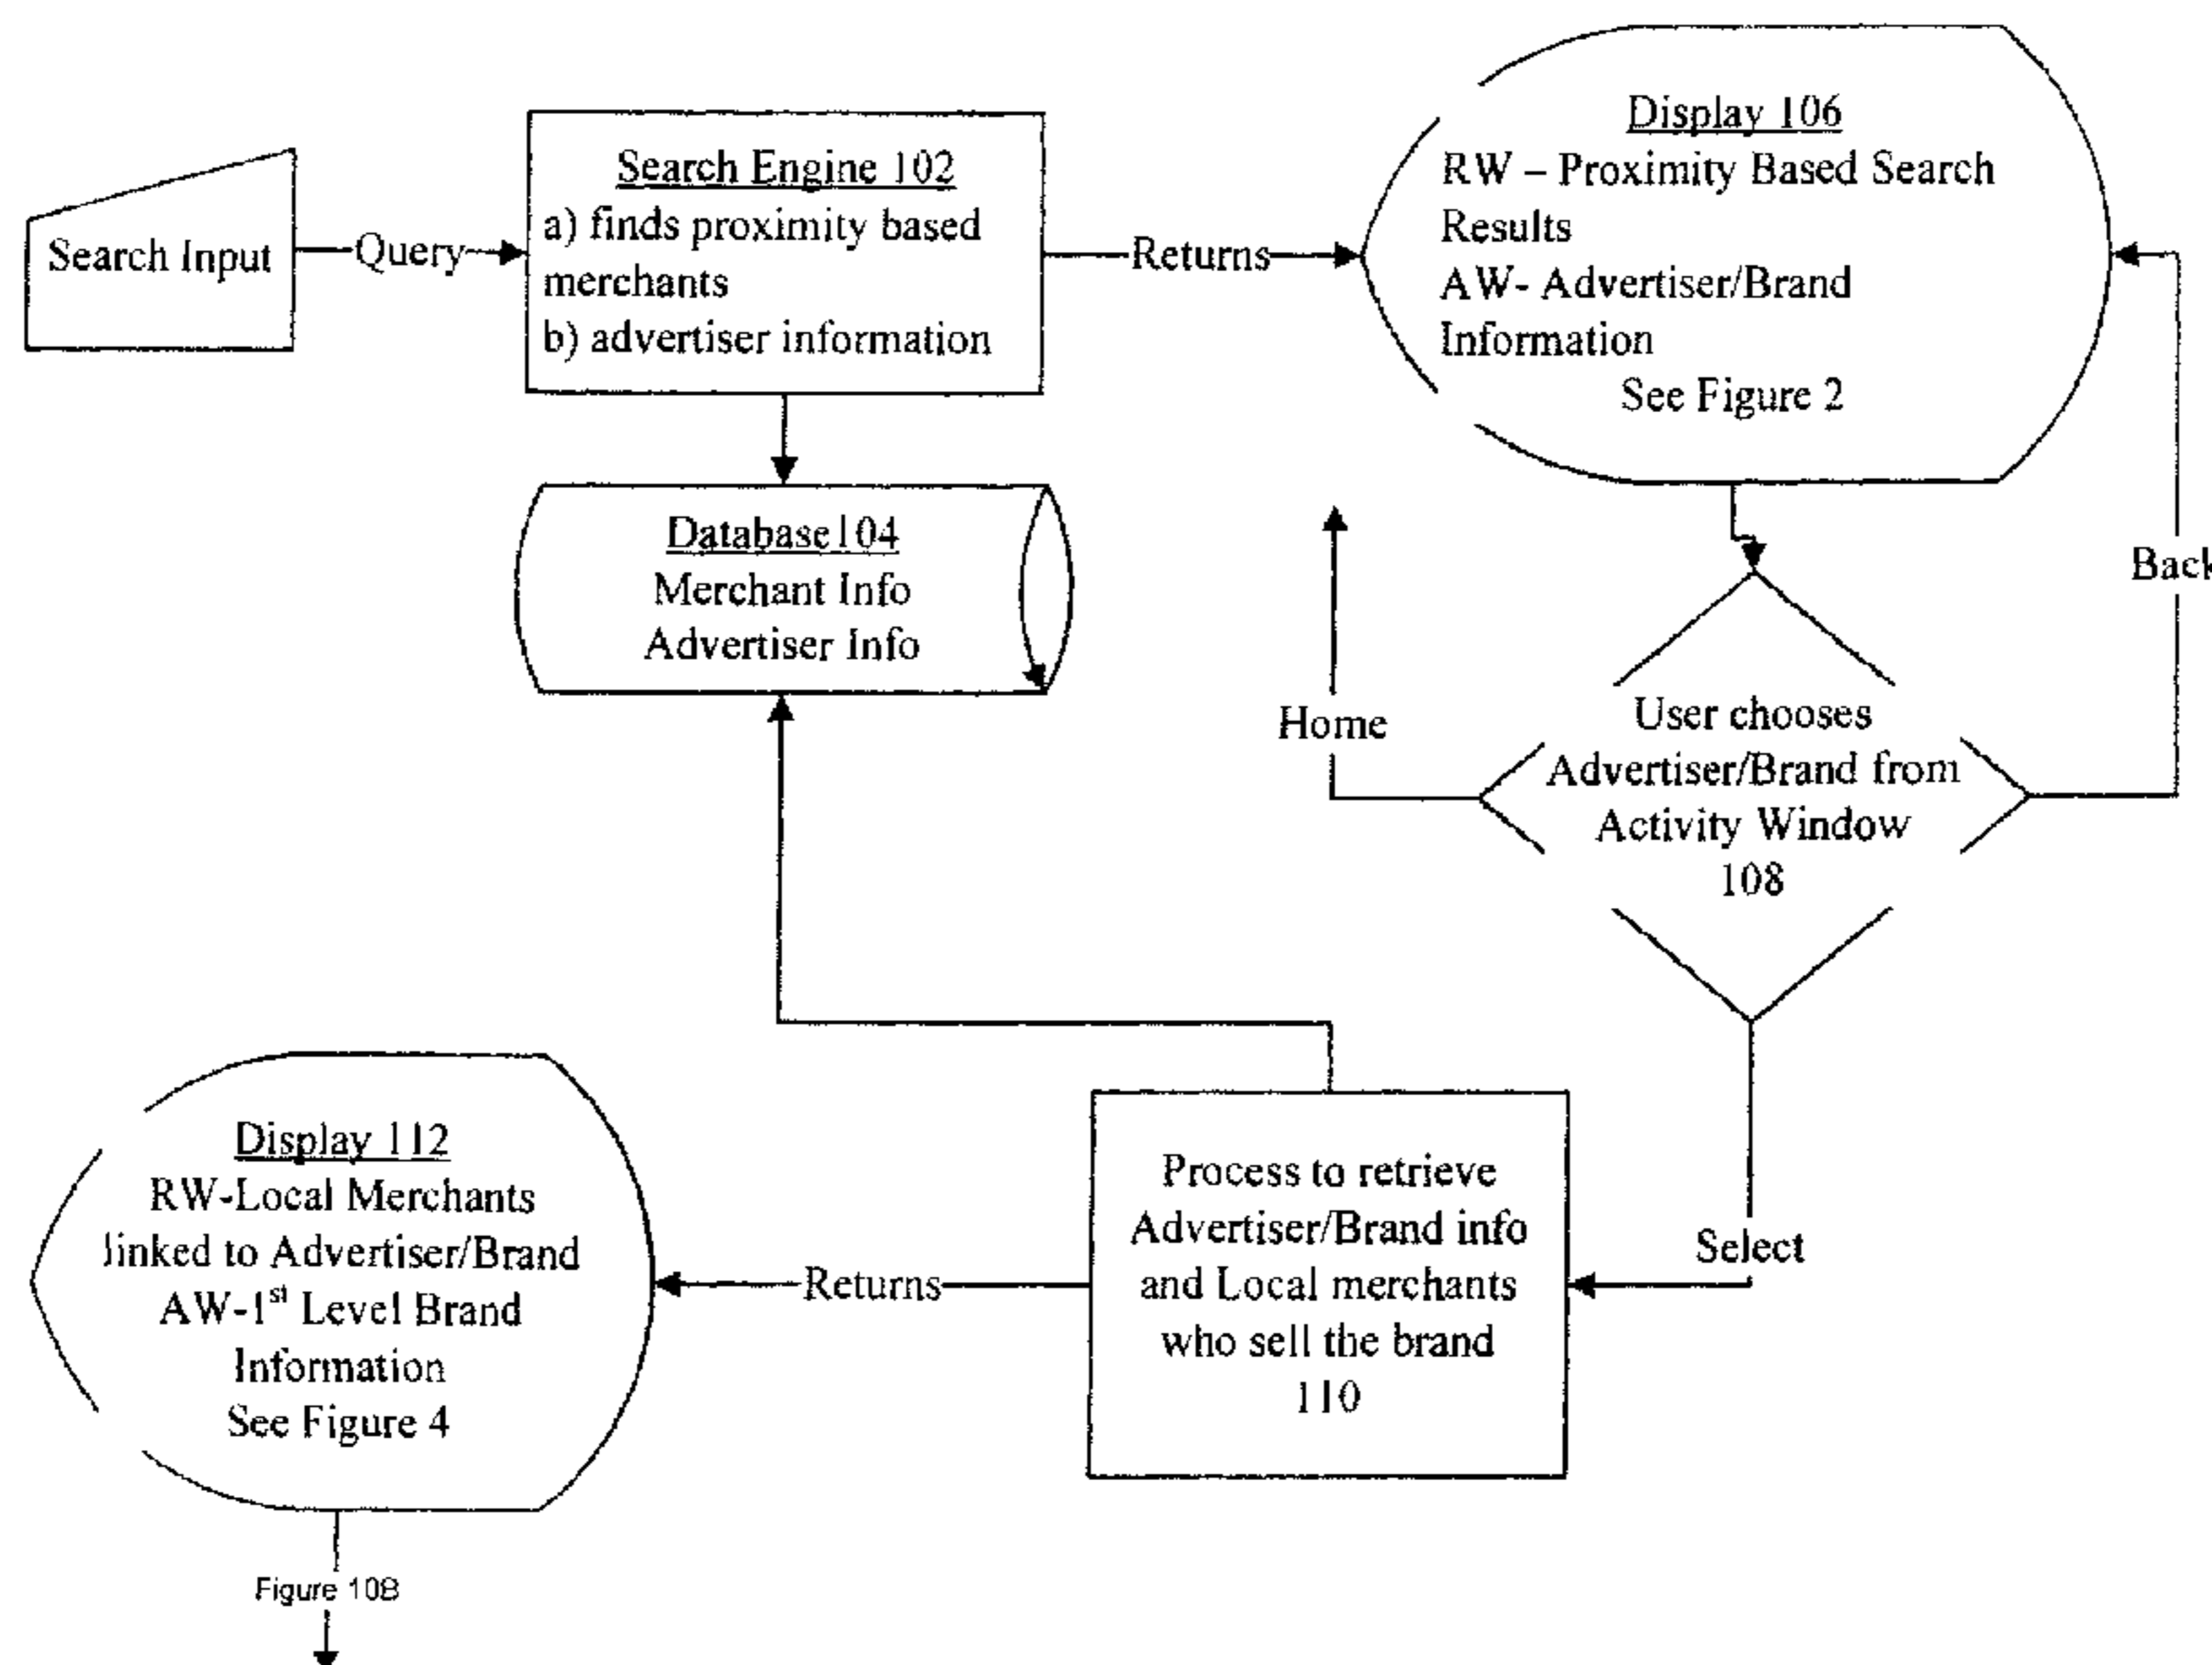 Search Input
Query
Search Engine 102
a) finds proximity based
merchants
b) advertiser information
Returns
Display 106
RW – Proximity Based Search
Results
AW- Advertiser/Brand
Information
See Figure 2
Database104
Merchant Info
Advertiser Info
Home
Back
User chooses
Advertiser/Brand from
Activity Window
108
Select
Process to retrieve
Advertiser/Brand info
and Local merchants
who sell the brand
110
Returns
Display 112
RW-Local Merchants
linked to Advertiser/Brand
AW-1st Level Brand
Information
See Figure 4
Figure 10B